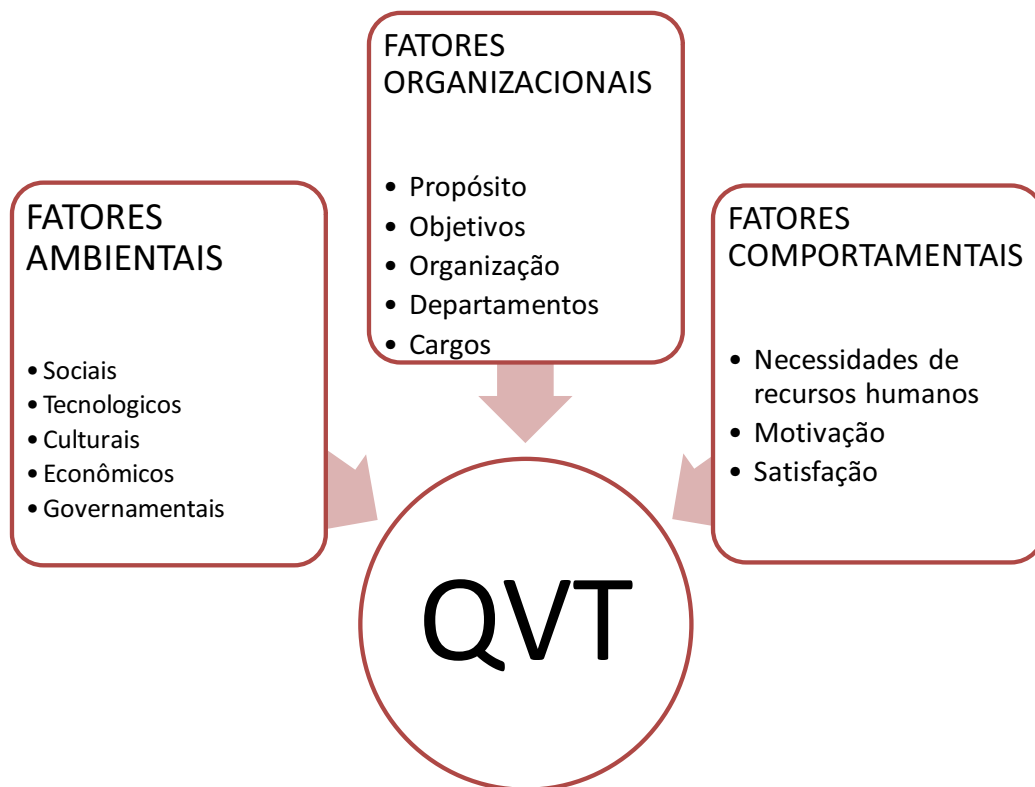 FATORES
AMBIENTAIS
• Sociais
• Tecnologicos
• Culturais
• Econômicos
• Governamentais
FATORES
ORGANIZACIONAIS
• Propósito
• Objetivos
• Organização
• Departamentos
• Cargos
FATORES
COMPORTAMENTAIS
• Necessidades de
recursos humanos
• Motivação
• Satisfação
QVT